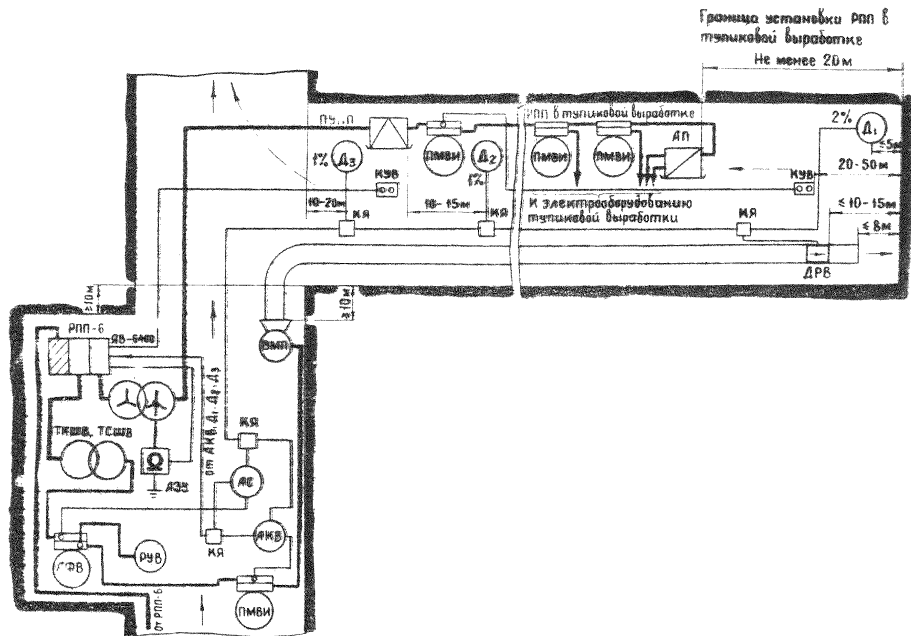 Граница установки РПП в
тупиковой выработке
Не менее 20м
РПП в тупиковой выработке
АП
2%
Д₁
≤5м
ПМВИ
ПМВИ
ПМВИ
1%
Д₃
Д₂
1%
КУВ
КУВ
20-50м
10-20м
10-15м
К электрооборудованию
тупиковой выработки
≤10-15м
КЯ
КЯ
КЯ
≤8м
ДРВ
≥10м
10м
РПП-6
ЯВ-6400
ВМП
от АКВ, Д₁, Д₂, Д₃
ТКШВ, ТСШВ
КЯ
АС
КЯ
АКВ
РУВ
ПМВИ
От РПП-6